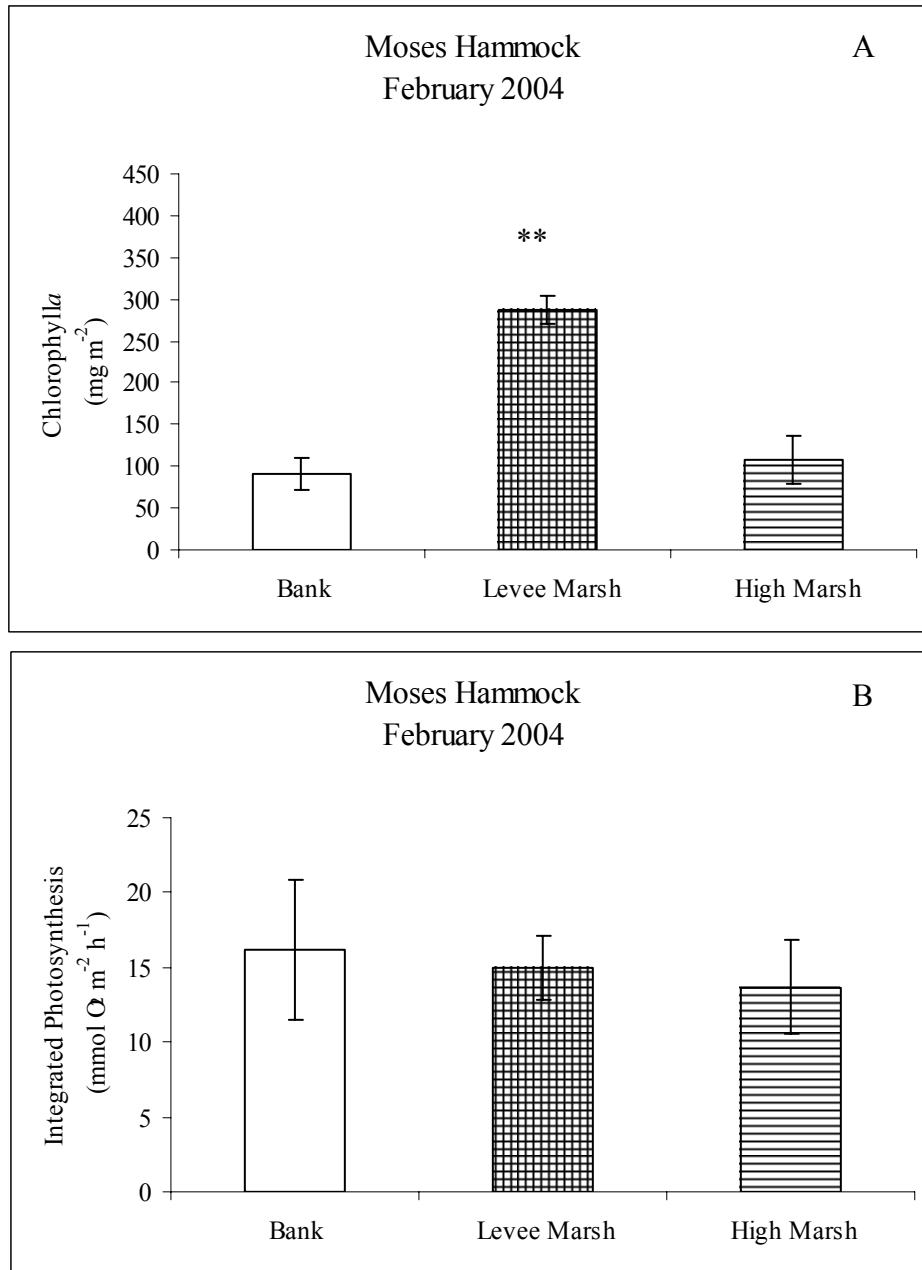 Moses Hammock
A
February 2004
450
400
350
300
250
200
150
100
50
0
Chlorophyll a
(mg m-2)
**
Bank
Levee Marsh
High Marsh
Moses Hammock
B
February 2004
25
20
15
10
5
0
Integrated Photosynthesis
(mmol O2 m-2 h-1)
Bank
Levee Marsh
High Marsh